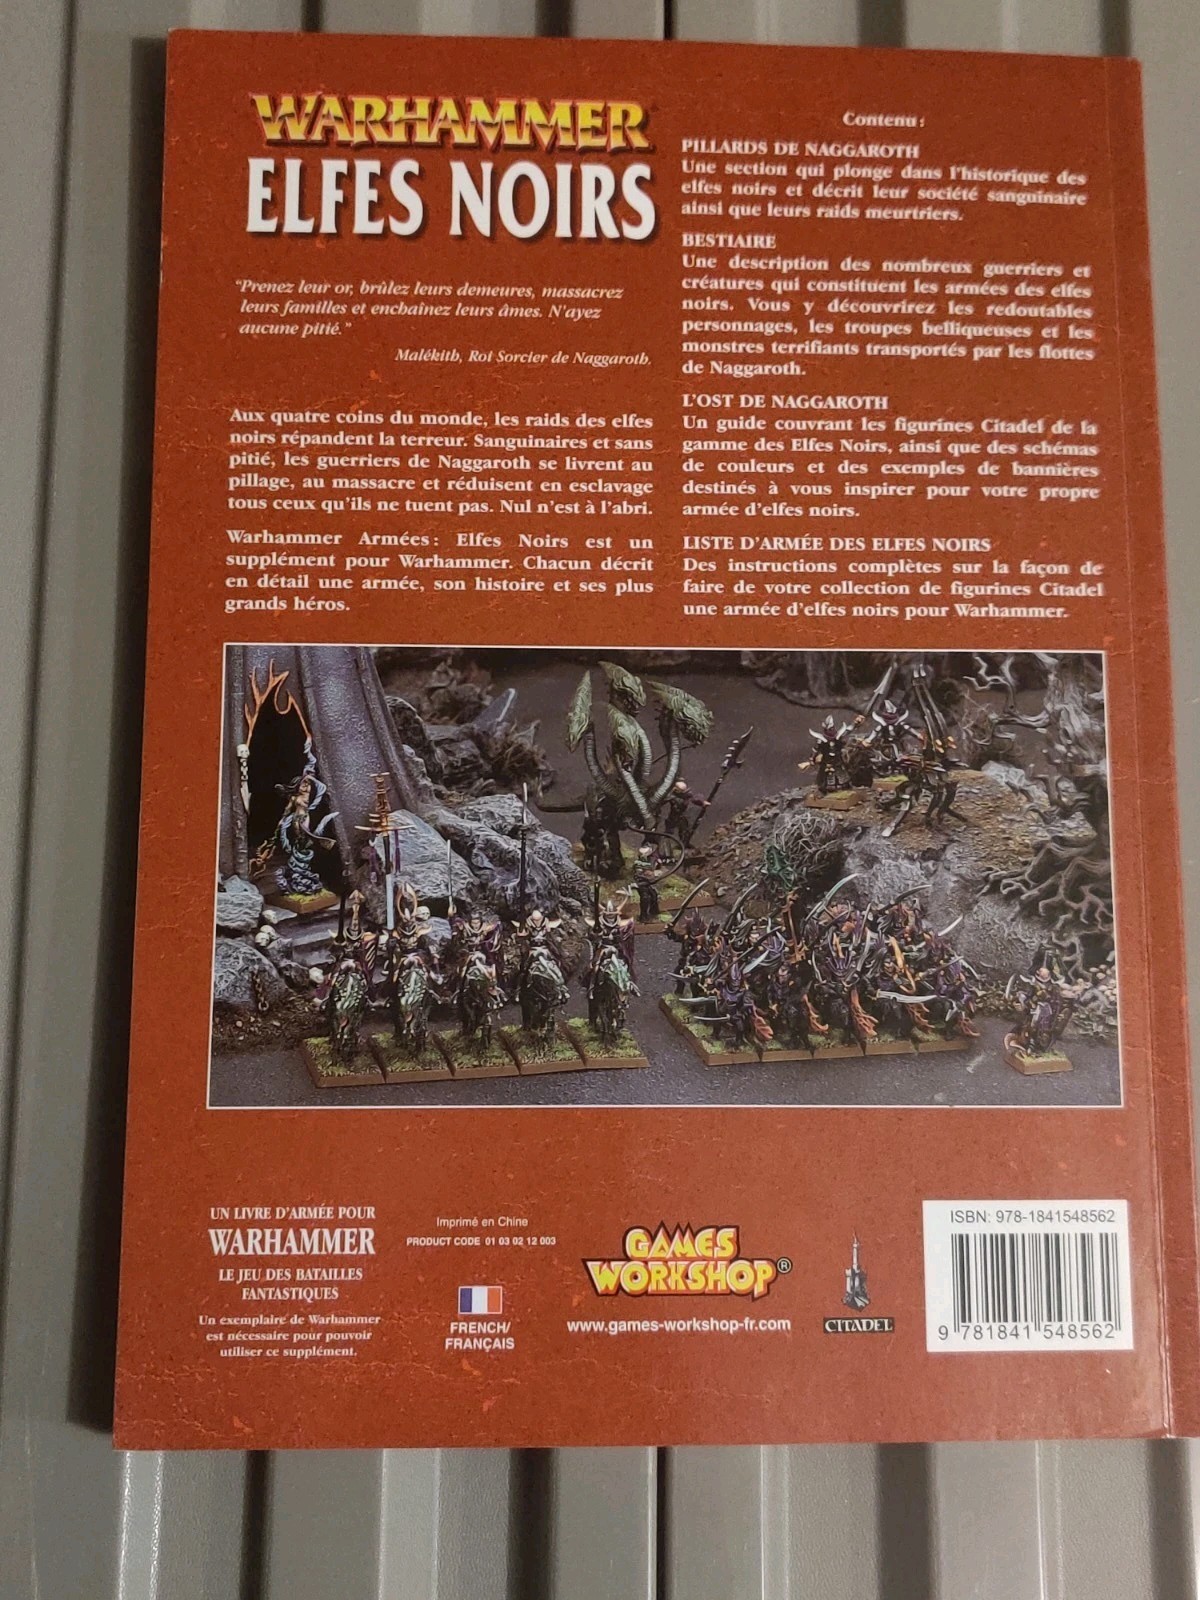 WARHAMMER
ELFES NOIRS
"Prenez leur or, brûlez leurs demeures, massacrez
leurs familles et enchaînez leurs âmes. N'ayez
aucune pitié."
Malékith, Roi Sorcier de Naggaroth.
Aux quatre coins du monde, les raids des elfes
noirs répandent la terreur. Sanguinaires et sans
pitié, les guerriers de Naggaroth se livrent au
pillage, au massacre et réduisent en esclavage
tous ceux qu'ils ne tuent pas. Nul n'est à l'abri.
Warhammer Armées : Elfes Noirs est un
supplément pour Warhammer. Chacun décrit
en détail une armée, son histoire et ses plus
grands héros.
Contenu :
PILLARDS DE NAGGAROTH
Une section qui plonge dans l'historique des
elfes noirs et décrit leur société sanguinaire
ainsi que leurs raids meurtriers.
BESTIAIRE
Une description des nombreux guerriers et
créatures qui constituent les armées des elfes
noirs. Vous y découvrirez les redoutables
personnages, les troupes belliqueuses et les
monstres terrifiants transportés par les flottes
de Naggaroth.
L'OST DE NAGGAROTH
Un guide couvrant les figurines Citadel de la
gamme des Elfes Noirs, ainsi que des schémas
de couleurs et des exemples de bannières
destinés à vous inspirer pour votre propre
armée d'elfes noirs.
LISTE D'ARMÉE DES ELFES NOIRS
Des instructions complètes sur la façon de
faire de votre collection de figurines Citadel
une armée d'elfes noirs pour Warhammer.
UN LIVRE D'ARMÉE POUR
WARHAMMER
LE JEU DES BATAILLES
FANTASTIQUES
Un exemplaire de Warhammer
est nécessaire pour pouvoir
utiliser ce supplément.
Imprimé en Chine
PRODUCT CODE 01 03 02 12 003
FRENCH/
FRANÇAIS
GAMES
WORKSHOP®
www.games-workshop-fr.com
CITADEL
ISBN: 978-1841548562
9 781841 548562